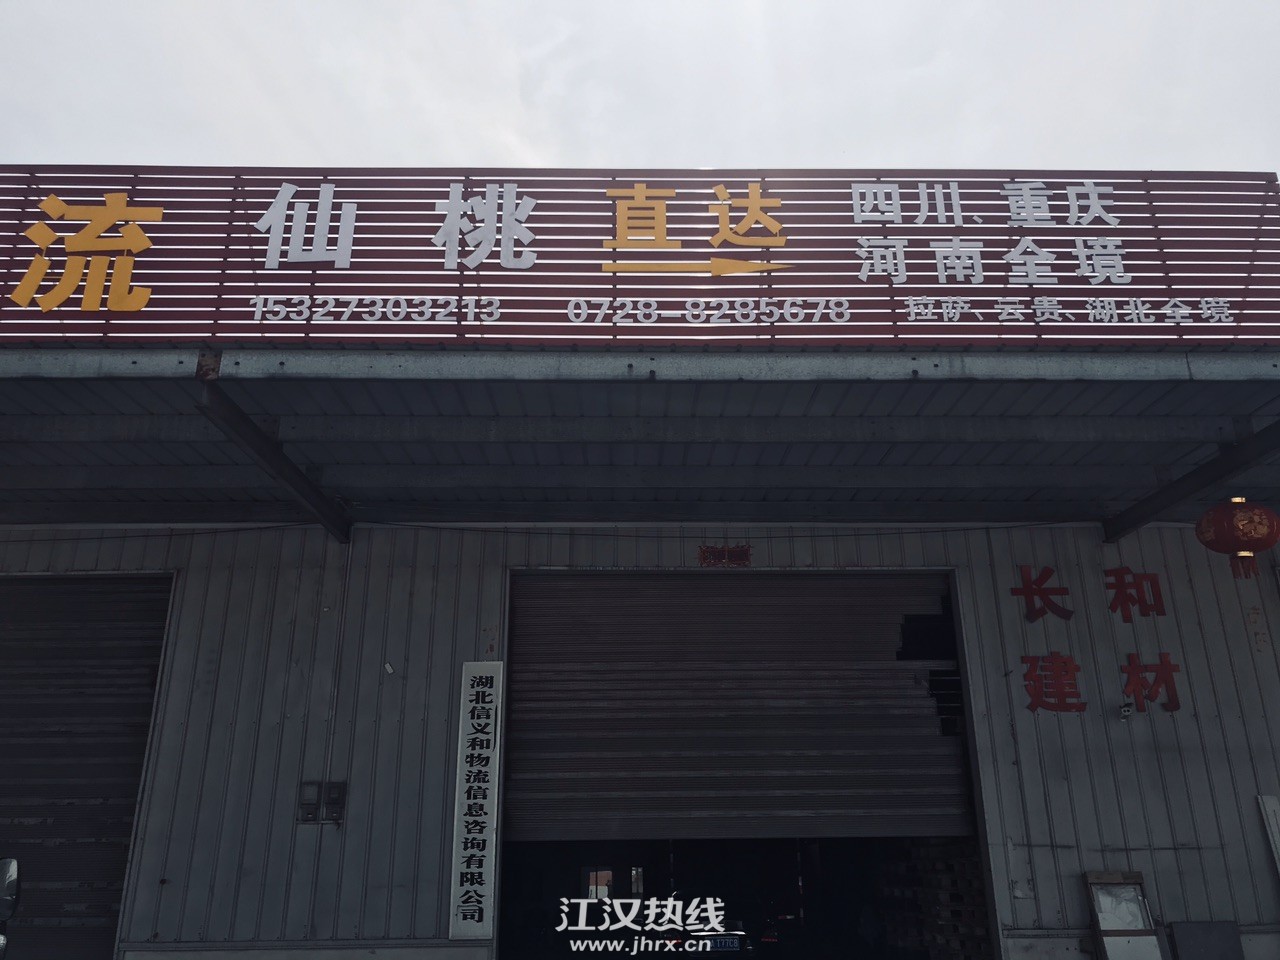 流 仙桃 直达 四川、重庆
河南全境
15327303213 0728-8285678 拉萨、云贵、湖北全境
长和
建材
湖北信义和物流信息咨询有限公司
江汉热线
www.jhrx.cn